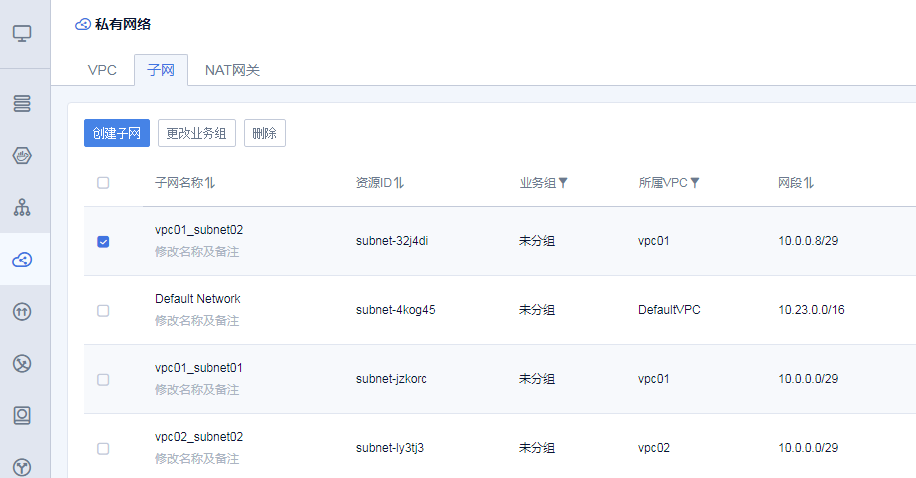 私有网络
VPC 子网 NAT网关
创建子网 更改业务组 删除
子网名称 资源ID 业务组 所属VPC 网段
vpc01_subnet02
修改名称及备注
subnet-32j4di 未分组 vpc01 10.0.0.8/29
Default Network
修改名称及备注
subnet-4kog45 未分组 DefaultVPC 10.23.0.0/16
vpc01_subnet01
修改名称及备注
subnet-jzkorc 未分组 vpc01 10.0.0.0/29
vpc02_subnet02
修改名称及备注
subnet-ly3tj3 未分组 vpc02 10.0.0.0/29